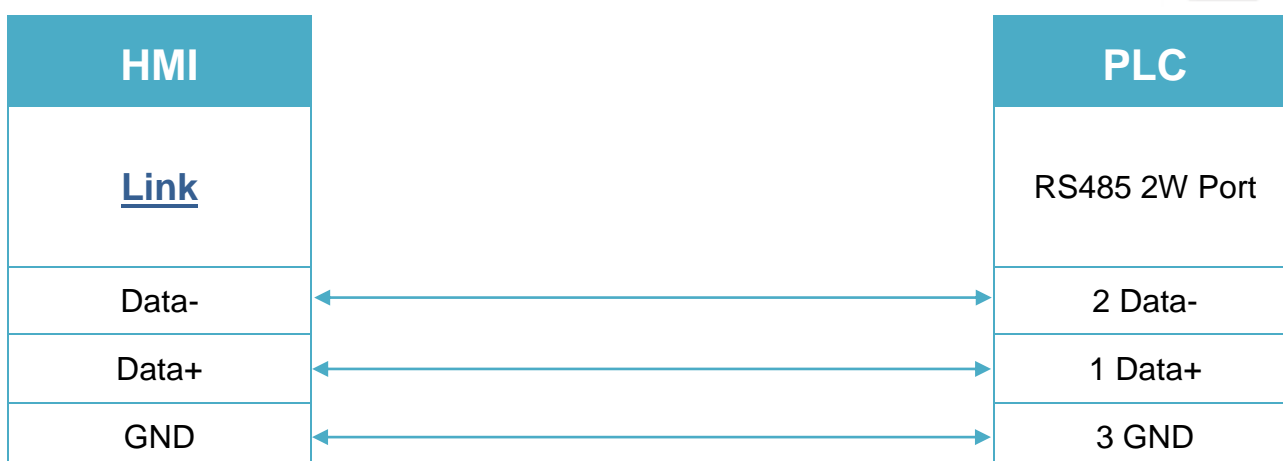 HMI
PLC
Link
RS485 2W Port
Data-
2 Data-
Data+
1 Data+
GND
3 GND